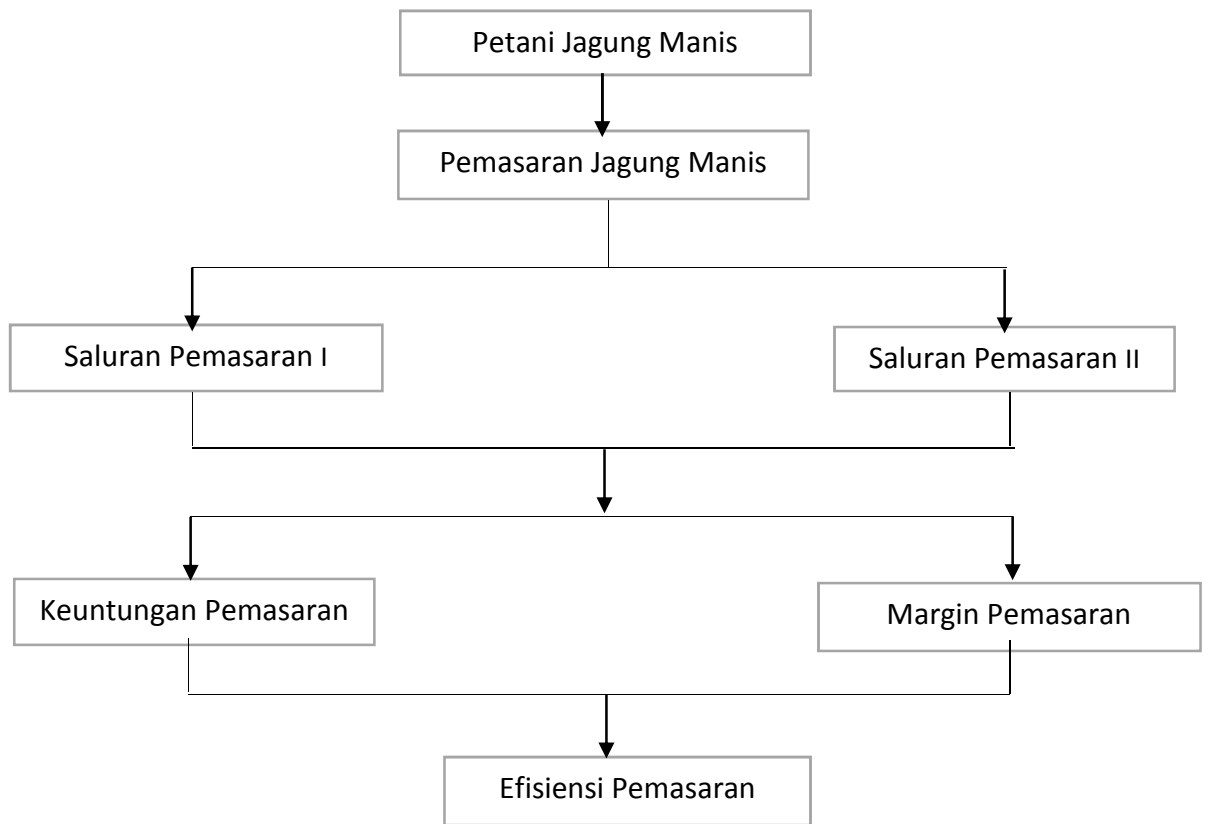 Petani Jagung Manis
Pemasaran Jagung Manis
Saluran Pemasaran I
Saluran Pemasaran II
Keuntungan Pemasaran
Margin Pemasaran
Efisiensi Pemasaran